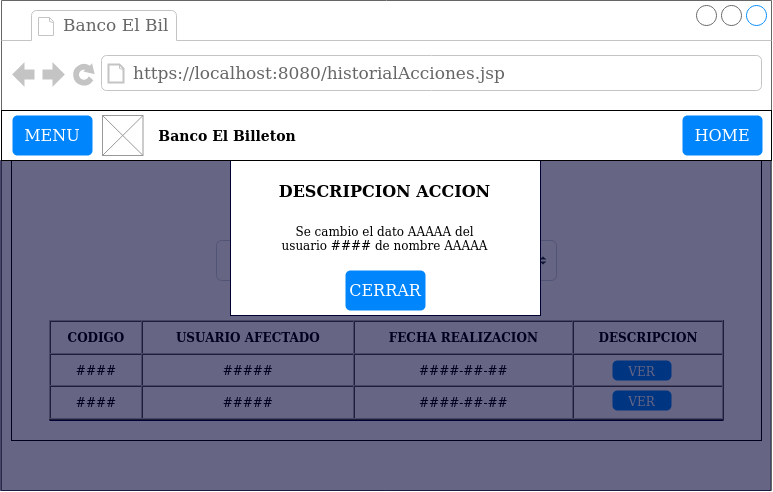 Banco El Bil
https://localhost:8080/historialAcciones.jsp
MENU Banco El Billeton HOME
DESCRIPCION ACCION
Se cambio el dato AAAAA del
usuario #### de nombre AAAAA
CERRAR
CODIGO USUARIO AFECTADO FECHA REALIZACION DESCRIPCION
#### ##### ####-##-## VER
#### ##### ####-##-## VER